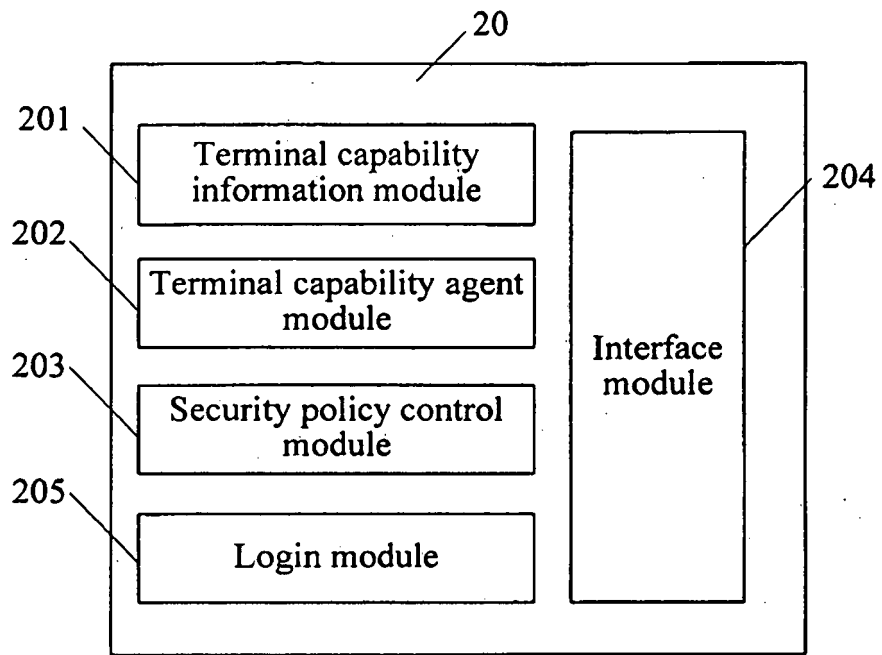 20
201
Terminal capability
information module
204
202
Terminal capability agent
module
203
Security policy control
module
Interface
module
205
Login module